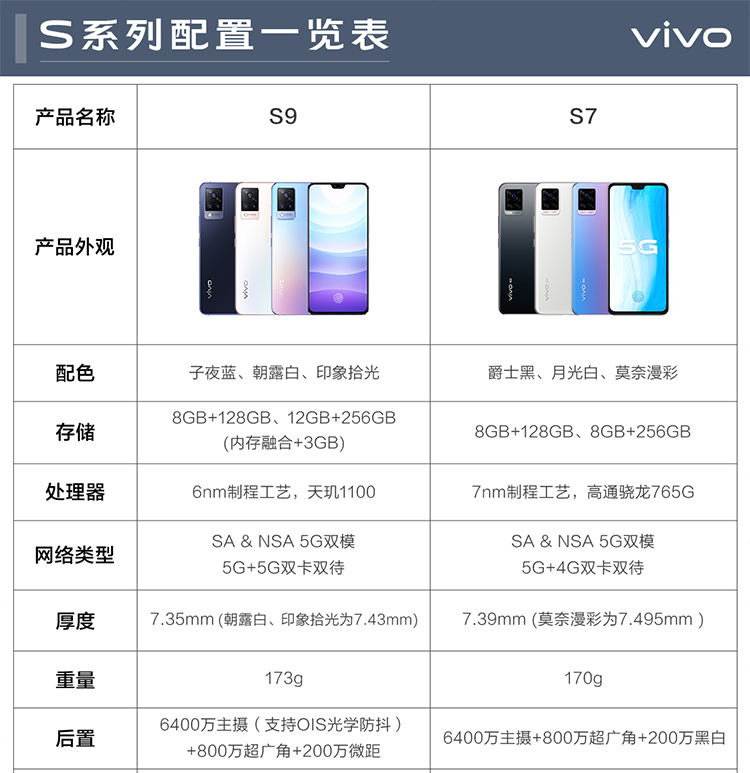 S系列配置一览表
vivo
产品名称
S9
S7
产品外观
vivo
vivo
vivo
vivo
vivo
vivo
5G
配色
子夜蓝、朝露白、印象拾光
爵士黑、月光白、莫奈漫彩
存储
8GB+128GB、12GB+256GB
(内存融合+3GB)
8GB+128GB、8GB+256GB
处理器
6nm制程工艺，天玑1100
7nm制程工艺，高通骁龙765G
网络类型
SA & NSA 5G双模
5G+5G双卡双待
SA & NSA 5G双模
5G+4G双卡双待
厚度
7.35mm (朝露白、印象拾光为7.43mm)
7.39mm (莫奈漫彩为7.495mm )
重量
173g
170g
后置
6400万主摄（支持OIS光学防抖）
+800万超广角+200万微距
6400万主摄+800万超广角+200万黑白